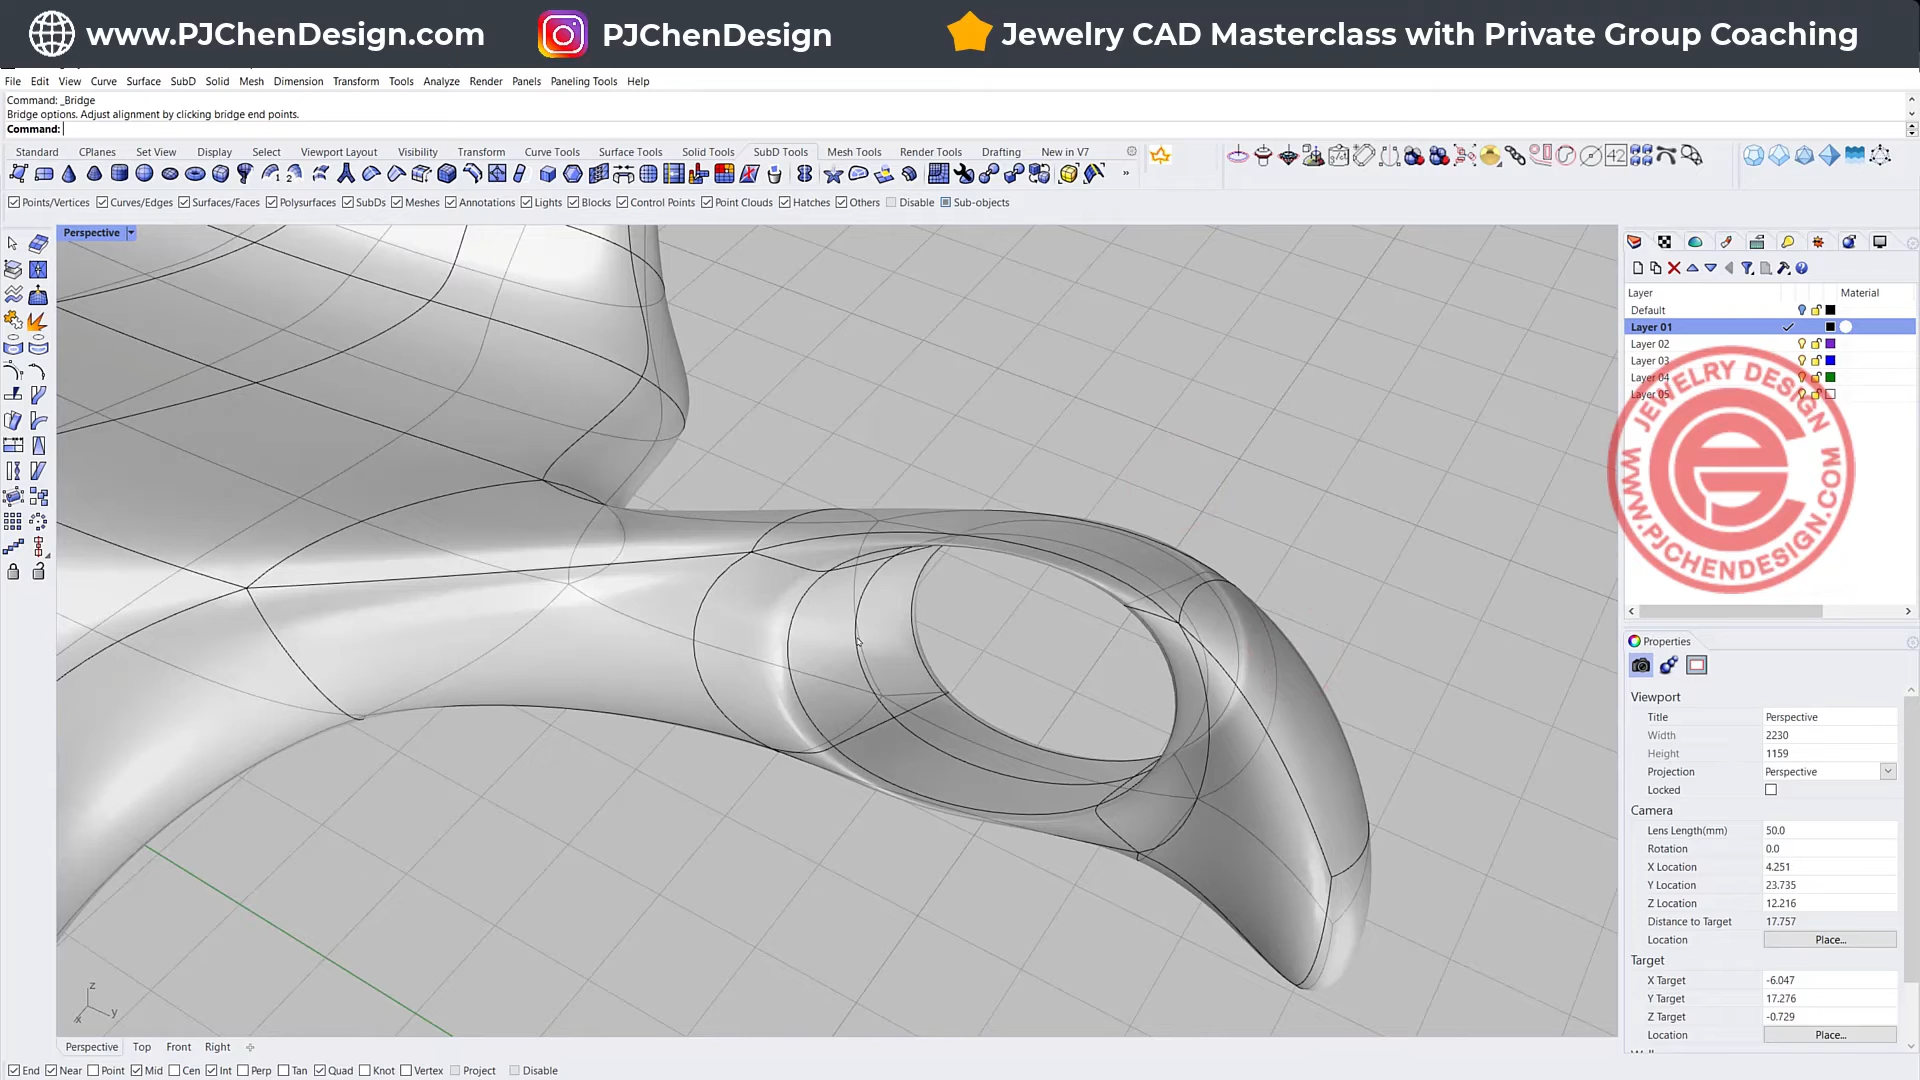 www.PJChenDesign.com PJChenDesign Jewelry CAD Masterclass with Private Group Coaching
File Edit View Curve Surface SubD Solid Mesh Dimension Transform Tools Analyze Render Panels Paneling Tools Help
Command: _Bridge
Bridge options. Adjust alignment by clicking bridge end points.
Command:
Standard CPlanes Set View Display Select Viewport Layout Visibility Transform Curve Tools Surface Tools Solid Tools SubD Tools Mesh Tools Render Tools Drafting New in V7
Points/Vertices Curves/Edges Surfaces/Faces Polysurfaces SubDs Meshes Annotations Lights Blocks Control Points Point Clouds Hatches Others Disable Sub-objects
Perspective
Layer Material
Default
Layer 01
Layer 02
Layer 03
Layer 04
Layer 05
JEWELRY DESIGN
WWW.PJCHENDESIGN.COM
Properties
Viewport
Title Perspective
Width 2230
Height 1159
Projection Perspective
Locked
Camera
Lens Length(mm) 50.0
Rotation 0.0
X Location 4.251
Y Location 23.735
Z Location 12.216
Distance to Target 17.757
Location Place...
Target
X Target -6.047
Y Target 17.276
Z Target -0.729
Location Place...
z
y
x
Perspective Top Front Right
End Near Point Mid Cen Int Perp Tan Quad Knot Vertex Project Disable